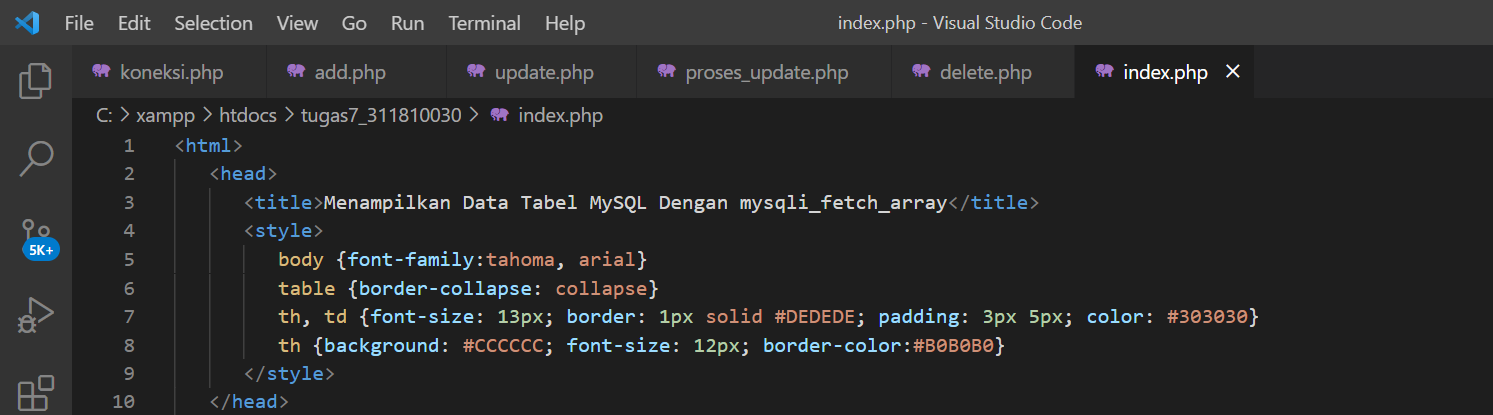 File Edit Selection View Go Run Terminal Help index.php - Visual Studio Code
koneksi.php add.php update.php proses_update.php delete.php index.php
C: > xampp > htdocs > tugas7_311810030 > index.php
1 <html>
2 <head>
3 <title>Menampilkan Data Tabel MySQL Dengan mysqli_fetch_array</title>
4 <style>
5 body {font-family:tahoma, arial}
6 table {border-collapse: collapse}
7 th, td {font-size: 13px; border: 1px solid #DEDEDE; padding: 3px 5px; color: #303030}
8 th {background: #CCCCCC; font-size: 12px; border-color:#B0B0B0}
9 </style>
10 </head>
5K+